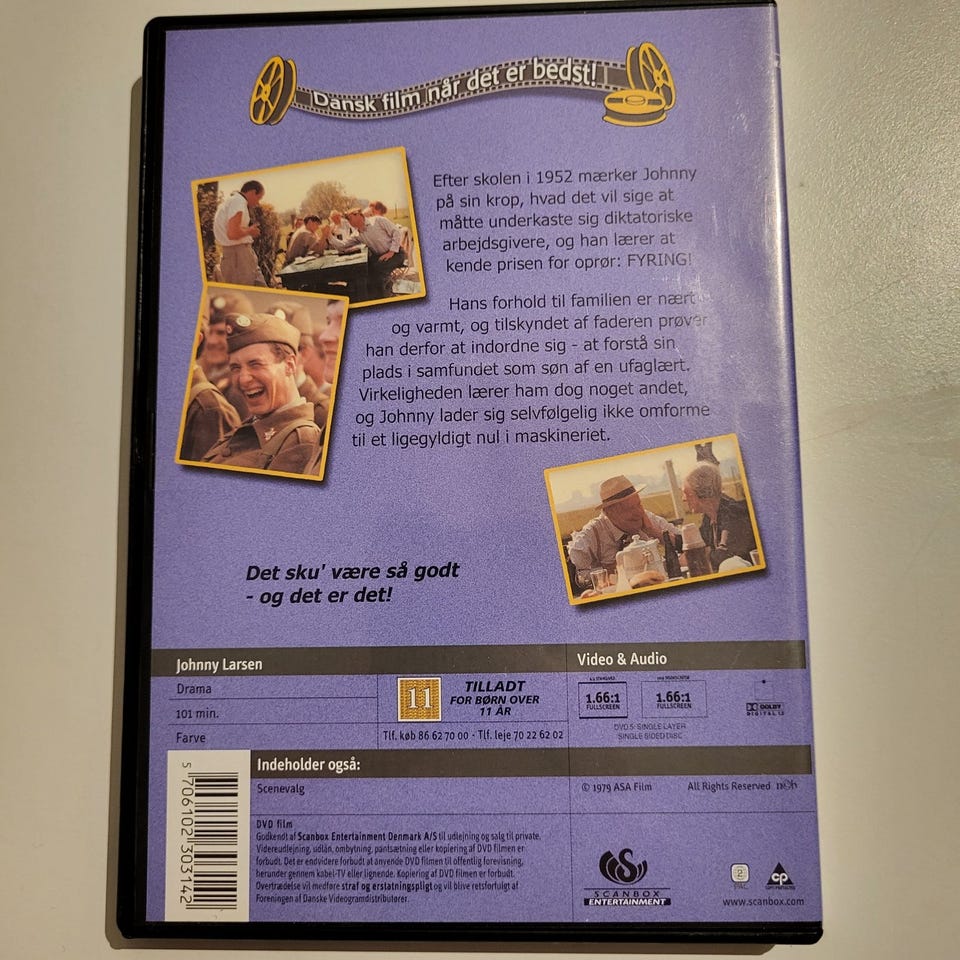 Dansk film når det er bedst!
Efter skolen i 1952 mærker Johnny
på sin krop, hvad det vil sige at
måtte underkaste sig diktatoriske
arbejdsgivere, og han lærer at
kende prisen for oprør: FYRING!
Hans forhold til familien er nært
og varmt, og tilskyndet af faderen prøver
han derfor at indordne sig - at forstå sin
plads i samfundet som søn af en ufaglært.
Virkeligheden lærer ham dog noget andet,
og Johnny lader sig selvfølgelig ikke omforme
til et ligegyldigt nul i maskineriet.
Det sku' være så godt
- og det er det!
Johnny Larsen
Drama
101 min.
Farve
11
TILLADT
FOR BØRN OVER
11 ÅR
Tlf. køb 86 62 70 00 - Tlf. leje 70 22 62 02
Video & Audio
1.66:1
FULLSCREEN
1.66:1
FULLSCREEN
DVD 5: SINGLE LAYER
SINGLE SIDED DISC
DOLBY
DIGITAL
Indeholder også:
Scenevalg
© 1979 ASA Film
All Rights Reserved
DVD film
Godkendt af Scanbox Entertainment Denmark A/S til udlejning og salg til private.
Videreudlejning, udlån, ombytning, pantsætning eller kopiering af DVD filmen er
forbudt. Det er endvidere forbudt at anvende DVD filmen til offentlig forevisning,
herunder gennem kabel-TV eller lignende. Kopiering af DVD filmen er forbudt.
Overtrædelse vil medføre straf og erstatningspligt og vil blive retsforfulgt af
Foreningen af Danske Videogramdistributører.
5 706102 303142
SCANBOX
ENTERTAINMENT
2
PAL
CP
www.scanbox.com